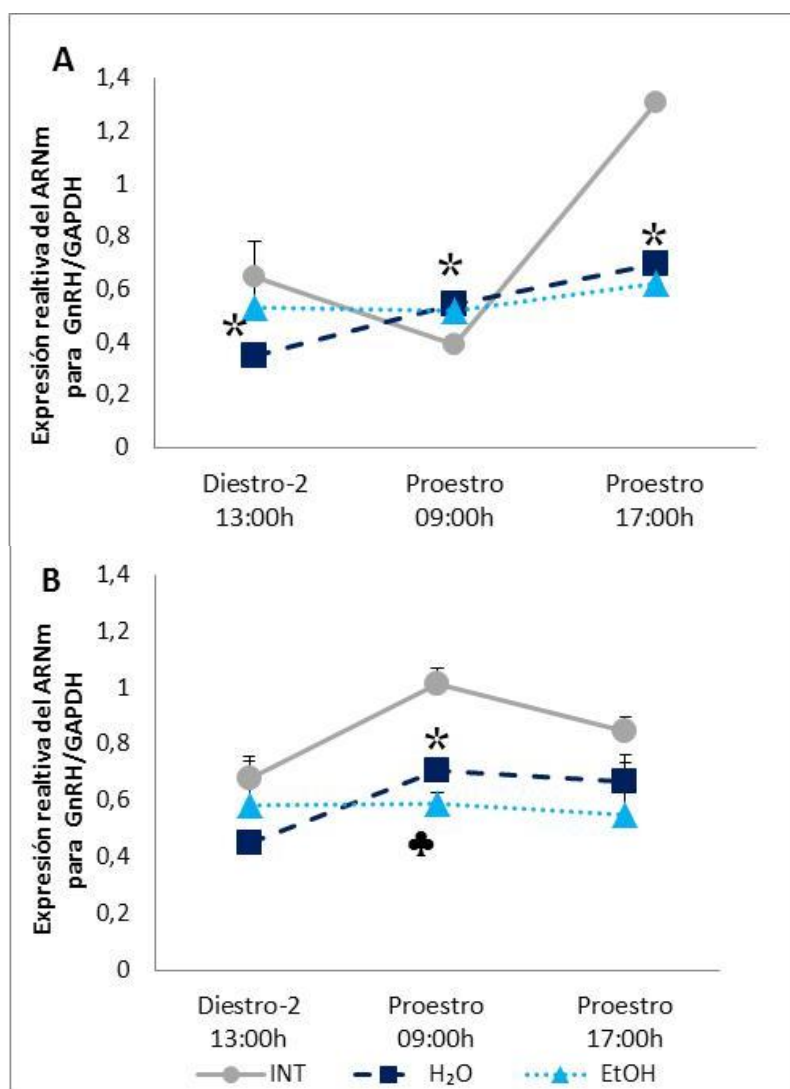 A
Expresión realtiva del ARNm
para GnRH/GAPDH
1,4
1,2
1
0,8
0,6
0,4
0,2
0
*
*
*
Diestro-2
13:00h
Proestro
09:00h
Proestro
17:00h
B
Expresión realtiva del ARNm
para GnRH/GAPDH
1,4
1,2
1
0,8
0,6
0,4
0,2
0
*
♣
Diestro-2
13:00h
Proestro
09:00h
Proestro
17:00h
INT
H₂O
EtOH